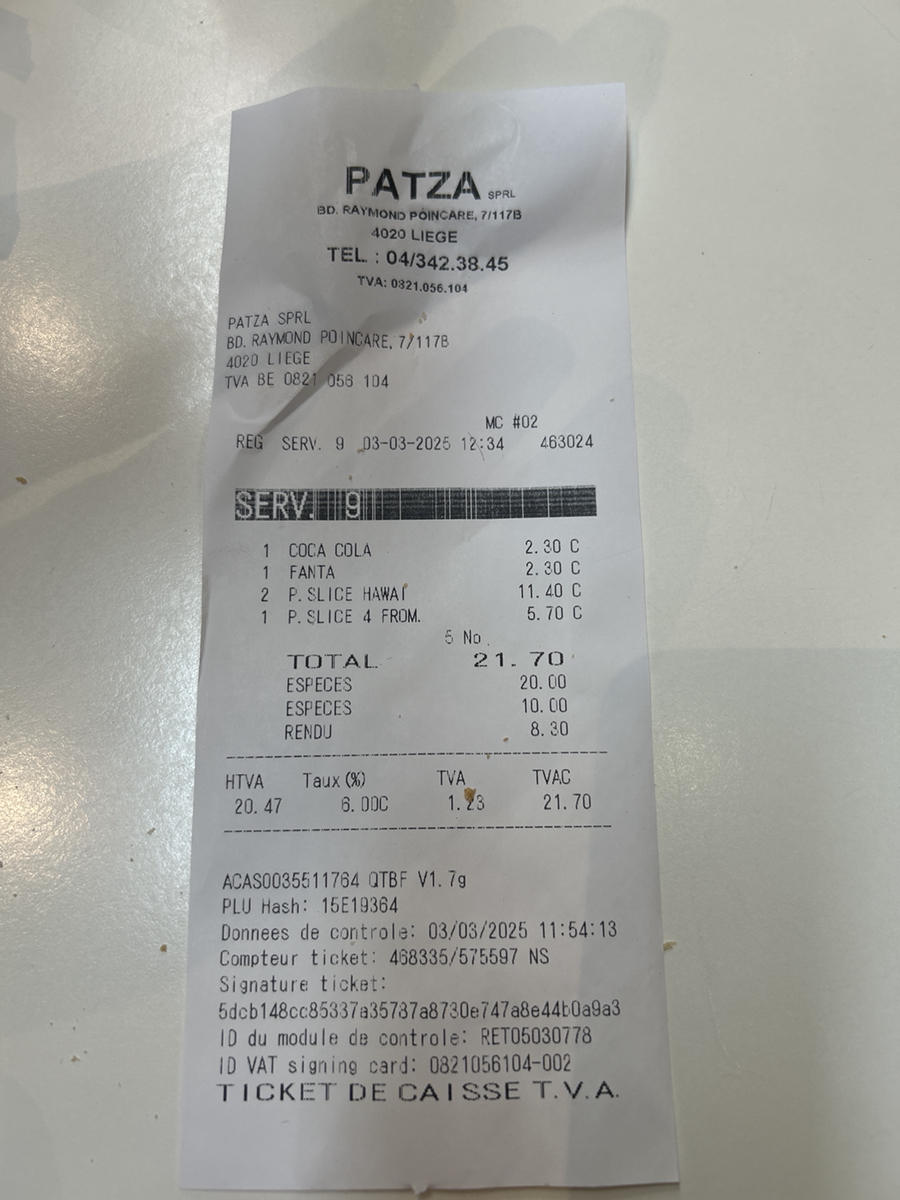 PATZA SPRL
BD. RAYMOND POINCARE, 7/117B
4020 LIEGE
TEL. : 04/342.38.45
TVA: 0821.056.104
PATZA SPRL
BD. RAYMOND POINCARE, 7/117B
4020 LIEGE
TVA BE 0821 056 104
MC #02
REG SERV. 9 03-03-2025 12:34 463024
SERV. 9
1 COCA COLA 2.30 C
1 FANTA 2.30 C
2 P.SLICE HAWAI 11.40 C
1 P.SLICE 4 FROM. 5.70 C
5 No.
TOTAL 21.70
ESPECES 20.00
ESPECES 10.00
RENDU 8.30
HTVA Taux(%) TVA TVAC
20.47 6.00C 1.23 21.70
ACAS0035511764 QTBF V1.7g
PLU Hash: 15E19364
Donnees de controle: 03/03/2025 11:54:13
Compteur ticket: 468335/575597 NS
Signature ticket:
5dcb148cc85337a35737a8730e747a8e44b0a9a3
ID du module de controle: RET05030778
ID VAT signing card: 0821056104-002
TICKET DE CAISSE T.V.A.